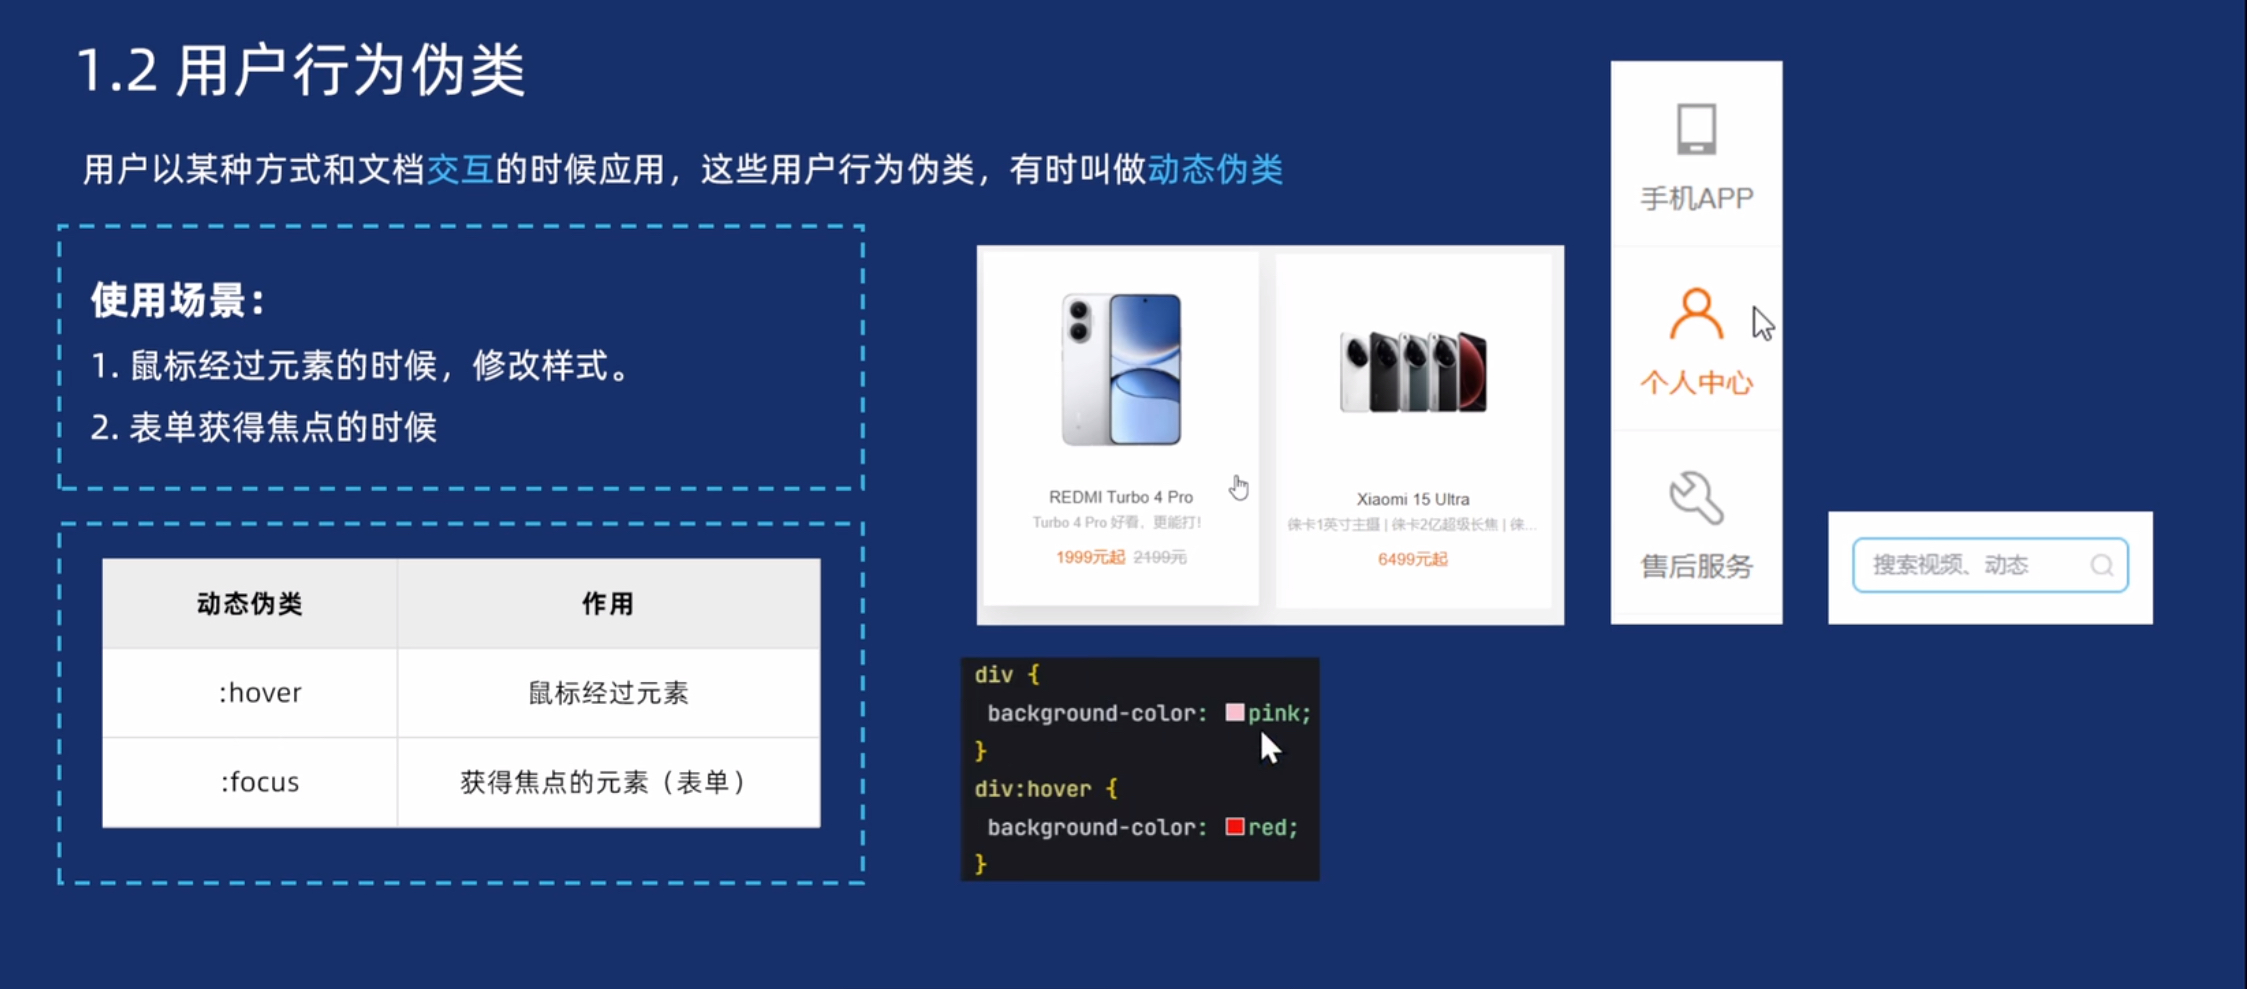 1.2 用户行为伪类
用户以某种方式和文档交互的时候应用，这些用户行为伪类，有时叫做动态伪类
使用场景：
1. 鼠标经过元素的时候，修改样式。
2. 表单获得焦点的时候
动态伪类 作用
:hover 鼠标经过元素
:focus 获得焦点的元素（表单）
REDMI Turbo 4 Pro
Turbo 4 Pro 好看，更能打！
1999元起 2199元
Xiaomi 15 Ultra
徕卡1英寸主摄 | 徕卡2亿超级长焦 | 徕...
6499元起
手机APP
个人中心
售后服务
搜索视频、动态
div {
background-color: pink;
}
div:hover {
background-color: red;
}